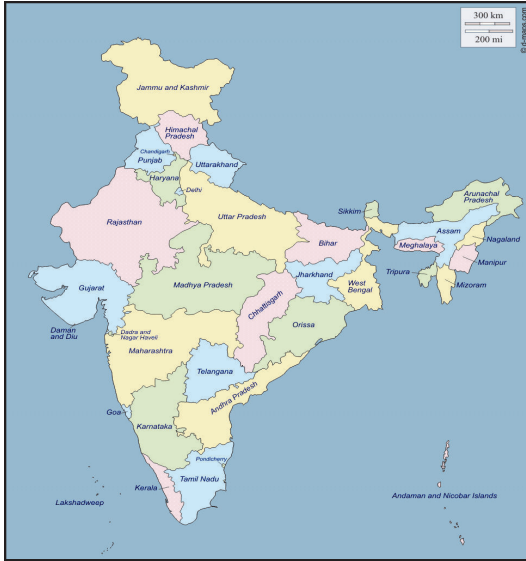 300 km
200 mi
© d-maps.com
Jammu and Kashmir
Himachal
Pradesh
Chandigarh
Punjab
Uttarakhand
Haryana
Delhi
Arunachal
Pradesh
Sikkim
Rajasthan
Uttar Pradesh
Assam
Nagaland
Bihar
Meghalaya
Manipur
Jharkhand
Tripura
Mizoram
Gujarat
Madhya Pradesh
West
Bengal
Chhattisgarh
Daman
and Diu
Dadra and
Nagar Haveli
Orissa
Maharashtra
Telangana
Andhra Pradesh
Goa
Karnataka
Pondicherry
Tamil Nadu
Kerala
Lakshadweep
Andaman and Nicobar Islands